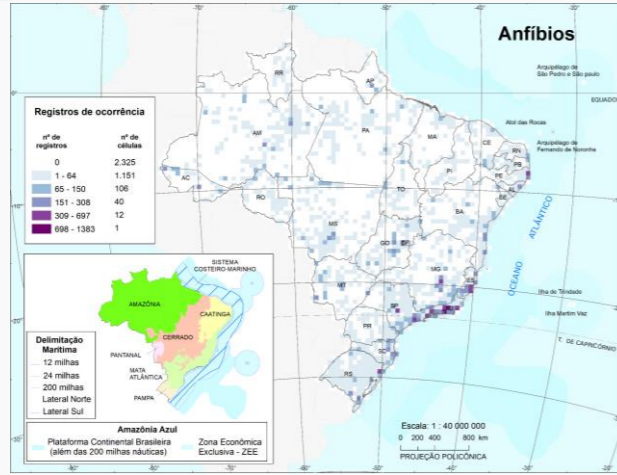 Anfíbios
Arquipélago de
São Pedro e São paulo
EQUADOR
Atol das Rocas
Arquipélago de
Fernando de Noronha
OCEANO ATLÂNTICO
Ilha de Trindade
Ilha Martim Vaz
T. DE CAPRICÓRNIO
RR
AP
AM
PA
MA
CE
RN
PB
PE
AL
SE
PI
AC
RO
TO
BA
MS
GO
DF
MT
MG
ES
SP
PR
SC
RS
Registros de ocorrência
nº de registros
nº de células
0 2.325
1 - 64 1.151
65 - 150 106
151 - 308 40
309 - 697 12
698 - 1383 1
SISTEMA
COSTEIRO-MARINHO
AMAZÔNIA
CAATINGA
CERRADO
PANTANAL
MATA
ATLÂNTICA
PAMPA
Delimitação
Marítima
12 milhas
24 milhas
200 milhas
Lateral Norte
Lateral Sul
Amazônia Azul
Plataforma Continental Brasileira
(além das 200 milhas náuticas)
Zona Econômica
Exclusiva - ZEE
Escala: 1 : 40 000 000
0 200 400 800 km
PROJEÇÃO POLICÔNICA